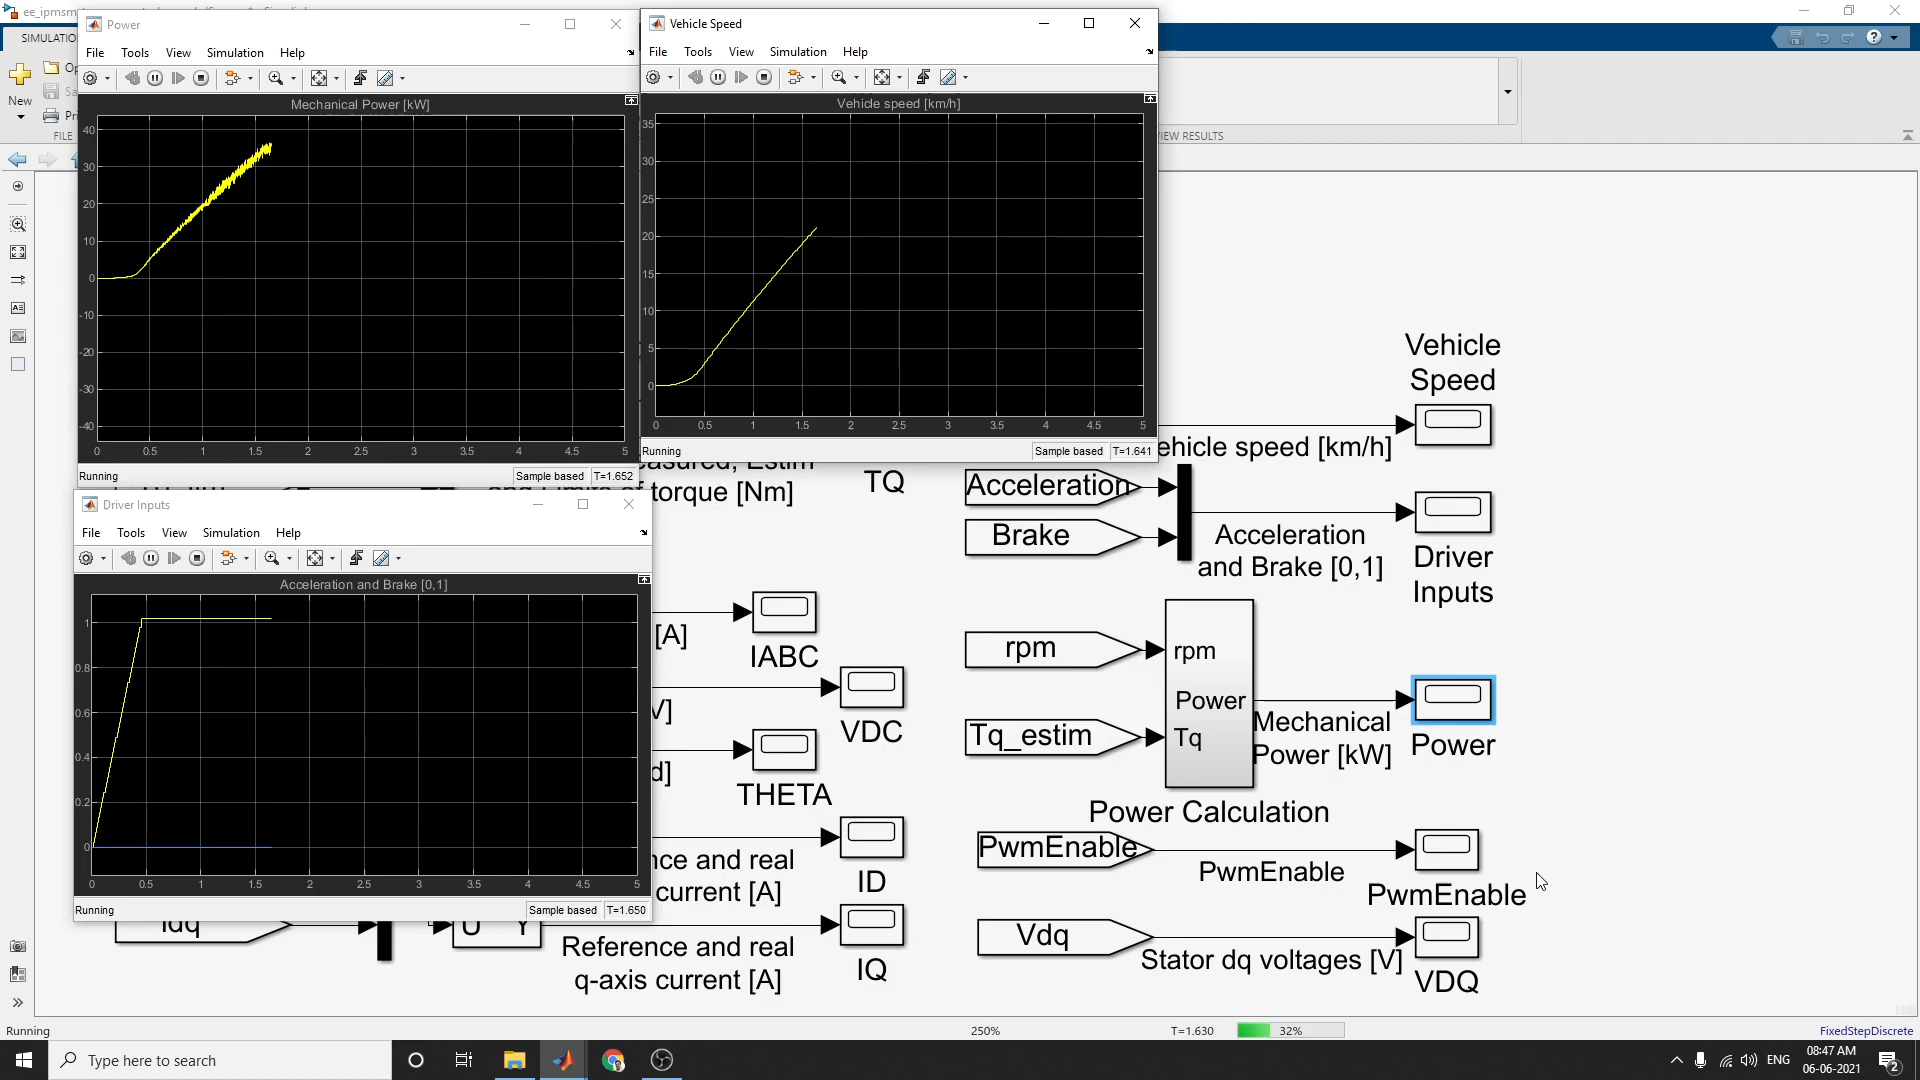 Power
File Tools View Simulation Help
Mechanical Power [kW]
40
30
20
10
0
-10
-20
-30
-40
0 0.5 1 1.5 2 2.5 3 3.5 4 4.5 5
Running Sample based T=1.652
Vehicle Speed
File Tools View Simulation Help
Vehicle speed [km/h]
35
30
25
20
15
10
5
0
0 0.5 1 1.5 2 2.5 3 3.5 4 4.5 5
Running Sample based T=1.641
Driver Inputs
File Tools View Simulation Help
Acceleration and Brake [0,1]
1
0.8
0.6
0.4
0.2
0
0 0.5 1 1.5 2 2.5 3 3.5 4 4.5 5
Running Sample based T=1.650
SIMULATIO
New
FILE
IEW RESULTS
torque [Nm]
TQ
[A]
IABC
V]
VDC
d]
THETA
nce and real
current [A]
ID
Idq
U Y
Reference and real
q-axis current [A]
IQ
Vehicle
Speed
ehicle speed [km/h]
Acceleration
Brake
Acceleration
and Brake [0,1]
Driver
Inputs
rpm
rpm
Power
Tq_estim
Tq
Mechanical
Power [kW]
Power
Power Calculation
PwmEnable
PwmEnable
PwmEnable
Vdq
Stator dq voltages [V]
VDQ
Running 250% T=1.630 32% FixedStepDiscrete
Type here to search
ENG
08:47 AM
06-06-2021
2